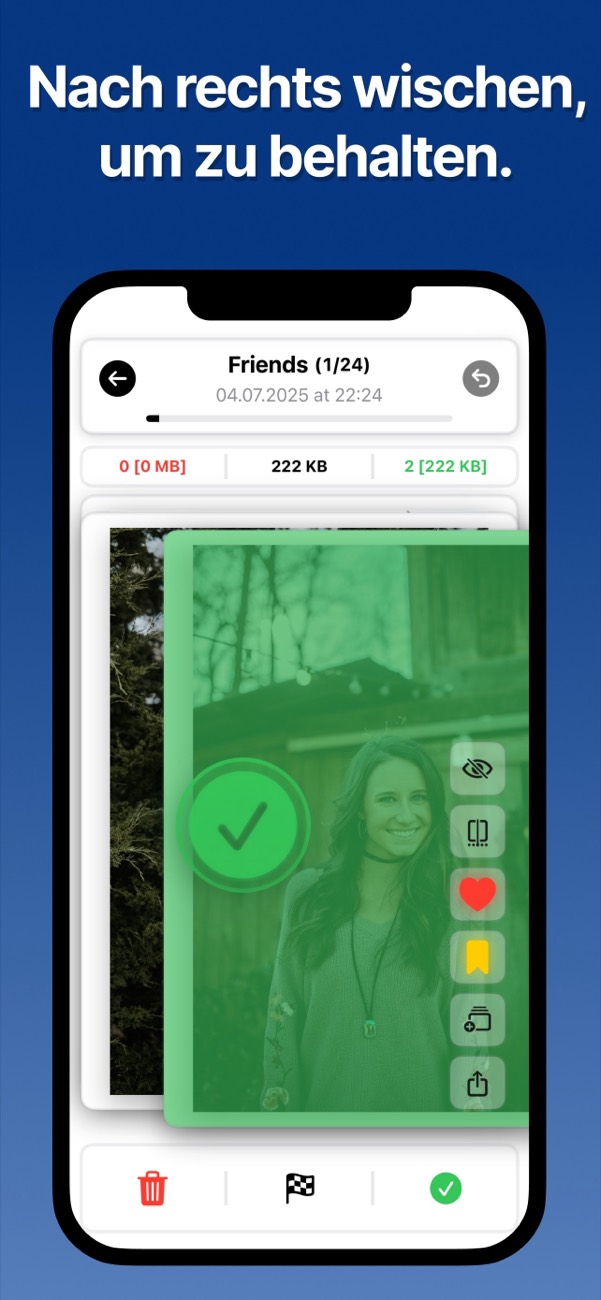 Nach rechts wischen,
um zu behalten.
Friends (1/24)
04.07.2025 at 22:24
0 [0 MB]
222 KB
2 [222 KB]